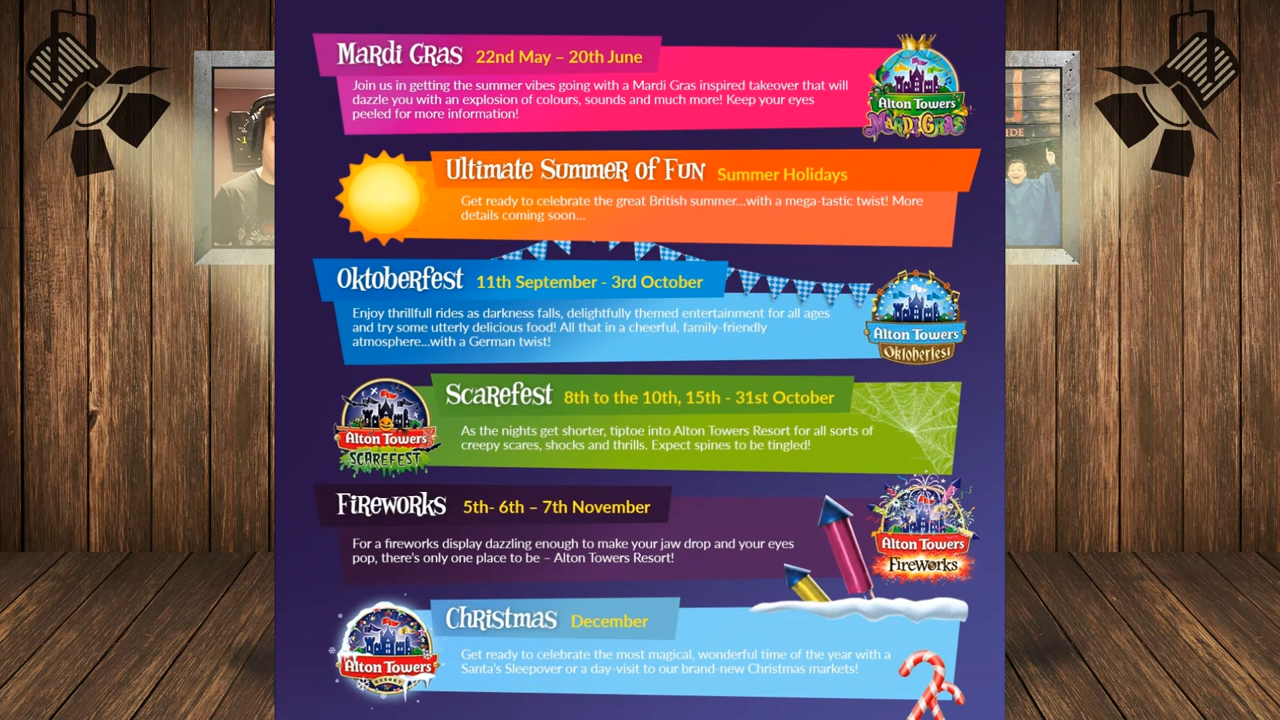 Mardi Gras 22nd May – 20th June
Join us in getting the summer vibes going with a Mardi Gras inspired takeover that will
dazzle you with an explosion of colours, sounds and much more! Keep your eyes
peeled for more information!
Alton Towers
Mardi Gras
Ultimate Summer of Fun Summer Holidays
Get ready to celebrate the great British summer...with a mega-tastic twist! More
details coming soon...
IDE
Oktoberfest 11th September - 3rd October
Enjoy thrillfull rides as darkness falls, delightfully themed entertainment for all ages
and try some utterly delicious food! All that in a cheerful, family-friendly
atmosphere...with a German twist!
Alton Towers
Oktoberfest
Scarefest 8th to the 10th, 15th - 31st October
As the nights get shorter, tiptoe into Alton Towers Resort for all sorts of
creepy scares, shocks and thrills. Expect spines to be tingled!
Alton Towers
Scarefest
Fireworks 5th- 6th – 7th November
For a fireworks display dazzling enough to make your jaw drop and your eyes
pop, there's only one place to be – Alton Towers Resort!
Alton Towers
Fireworks
Christmas December
Get ready to celebrate the most magical, wonderful time of the year with a
Santa's Sleepover or a day-visit to our brand-new Christmas markets!
Alton Towers